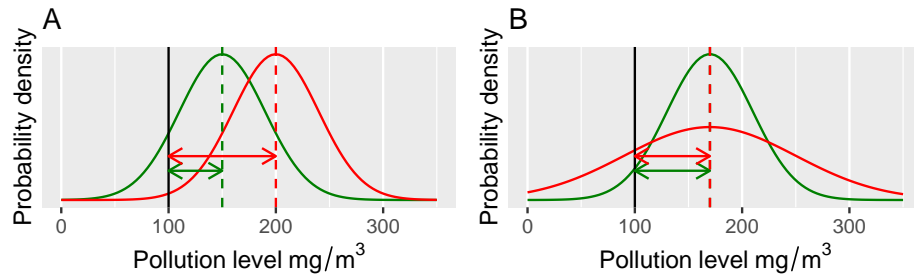 A
Probability density
0 100 200 300
Pollution level mg/m³
B
Probability density
0 100 200 300
Pollution level mg/m³